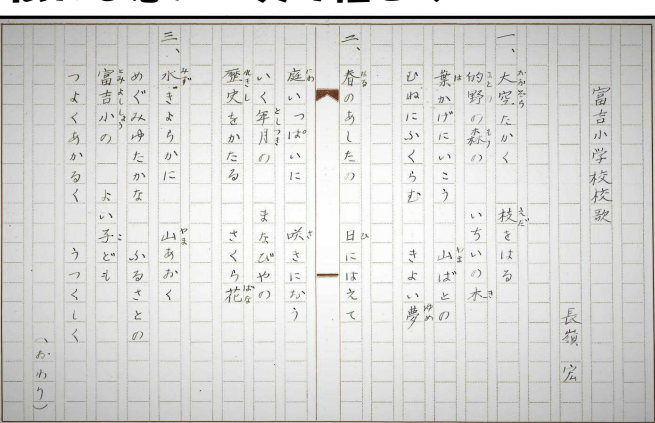 富吉小学校校歌
長嶺 宏
一、大空たかく 枝をはる
的野の森の いちいの木
葉かげにいこう 山ばとの
むねにふくらむ きよい夢
二、春のあしたの 日にはえて
庭いっぱいに 咲きにおう
いく年月の まなびやの
歴史をかたる さくら花
三、水きよらかに 山あおく
めぐみゆたかな ふるさとの
富吉小の よい子ども
つよくあかるく うつくしく
(おわり)